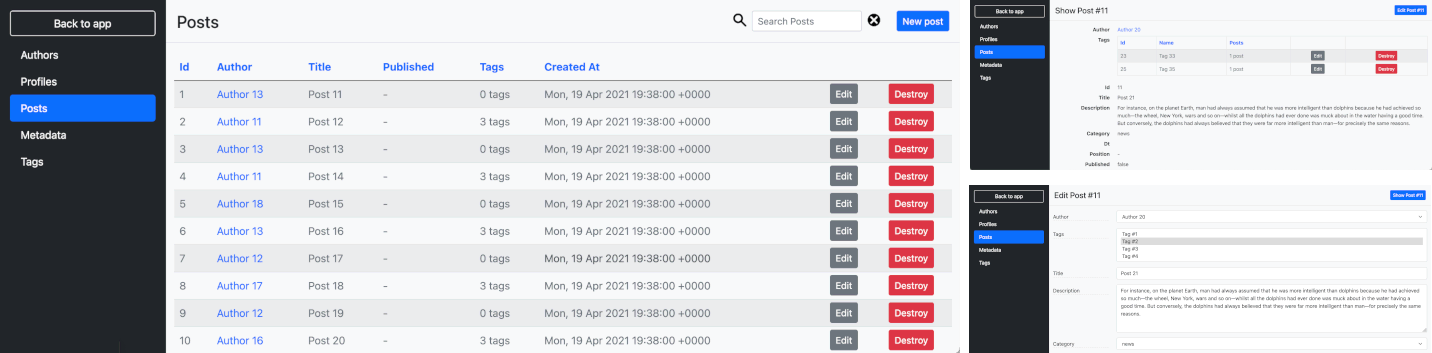 Back to app
Authors
Profiles
Posts
Metadata
Tags
Posts
Search Posts
New post
Id Author Title Published Tags Created At
1 Author 13 Post 11 - 0 tags Mon, 19 Apr 2021 19:38:00 +0000 Edit Destroy
2 Author 11 Post 12 - 3 tags Mon, 19 Apr 2021 19:38:00 +0000 Edit Destroy
3 Author 13 Post 13 - 0 tags Mon, 19 Apr 2021 19:38:00 +0000 Edit Destroy
4 Author 11 Post 14 - 3 tags Mon, 19 Apr 2021 19:38:00 +0000 Edit Destroy
5 Author 18 Post 15 - 0 tags Mon, 19 Apr 2021 19:38:00 +0000 Edit Destroy
6 Author 13 Post 16 - 3 tags Mon, 19 Apr 2021 19:38:00 +0000 Edit Destroy
7 Author 12 Post 17 - 0 tags Mon, 19 Apr 2021 19:38:00 +0000 Edit Destroy
8 Author 17 Post 18 - 3 tags Mon, 19 Apr 2021 19:38:00 +0000 Edit Destroy
9 Author 12 Post 19 - 0 tags Mon, 19 Apr 2021 19:38:00 +0000 Edit Destroy
10 Author 16 Post 20 - 3 tags Mon, 19 Apr 2021 19:38:00 +0000 Edit Destroy
Back to app
Authors
Profiles
Posts
Metadata
Tags
Show Post #11
Edit Post #11
Author Author 20
Tags
Id Name Posts
23 Tag 33 1 post Edit Destroy
25 Tag 35 1 post Edit Destroy
Id 11
Title Post 21
Description For instance, on the planet Earth, man had always assumed that he was more intelligent than dolphins because he had achieved so
much—the wheel, New York, wars and so on—whilst all the dolphins had ever done was muck about in the water having a good time.
But conversely, the dolphins had always believed that they were far more intelligent than man—for precisely the same reasons.
Category news
Dt
Position -
Published false
Back to app
Authors
Profiles
Posts
Metadata
Tags
Edit Post #11
Show Post #11
Author Author 20
Tags Tag #1
Tag #2
Tag #3
Tag #4
Title Post 21
Description For instance, on the planet Earth, man had always assumed that he was more intelligent than dolphins because he had achieved
so much—the wheel, New York, wars and so on—whilst all the dolphins had ever done was muck about in the water having a
good time. But conversely, the dolphins had always believed that they were far more intelligent than man—for precisely the same
reasons.
Category news